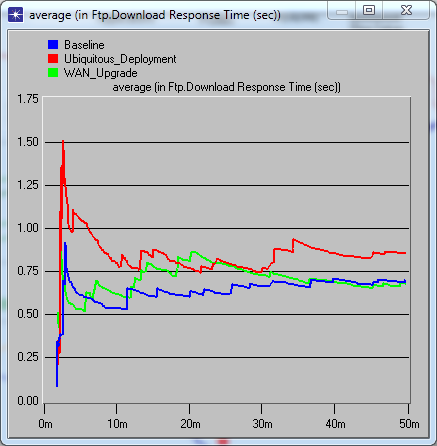 average (in Ftp.Download Response Time (sec))
Baseline
Ubiquitous_Deployment
WAN_Upgrade
average (in Ftp.Download Response Time (sec))
1.75
1.50
1.25
1.00
0.75
0.50
0.25
0.00
0m 10m 20m 30m 40m 50m